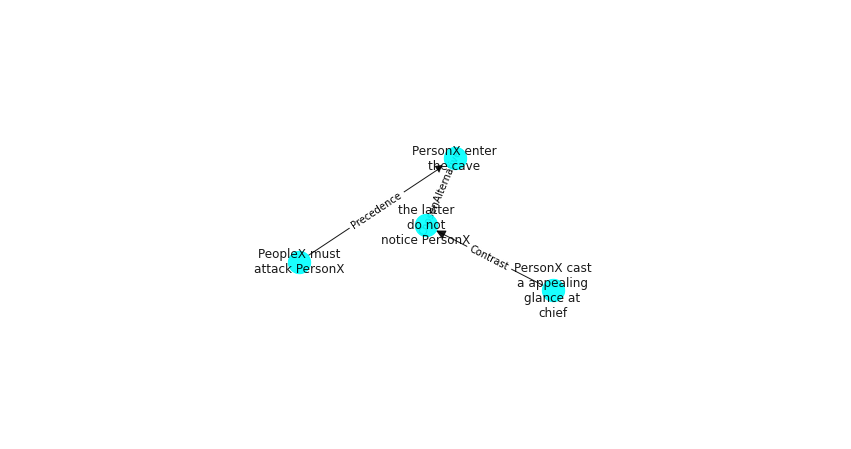 PersonX enter
the cave
Precedence
the latter
do not
notice PersonX
PeopleX must
attack PersonX
Contrast
PersonX cast
a appealing
glance at
chief